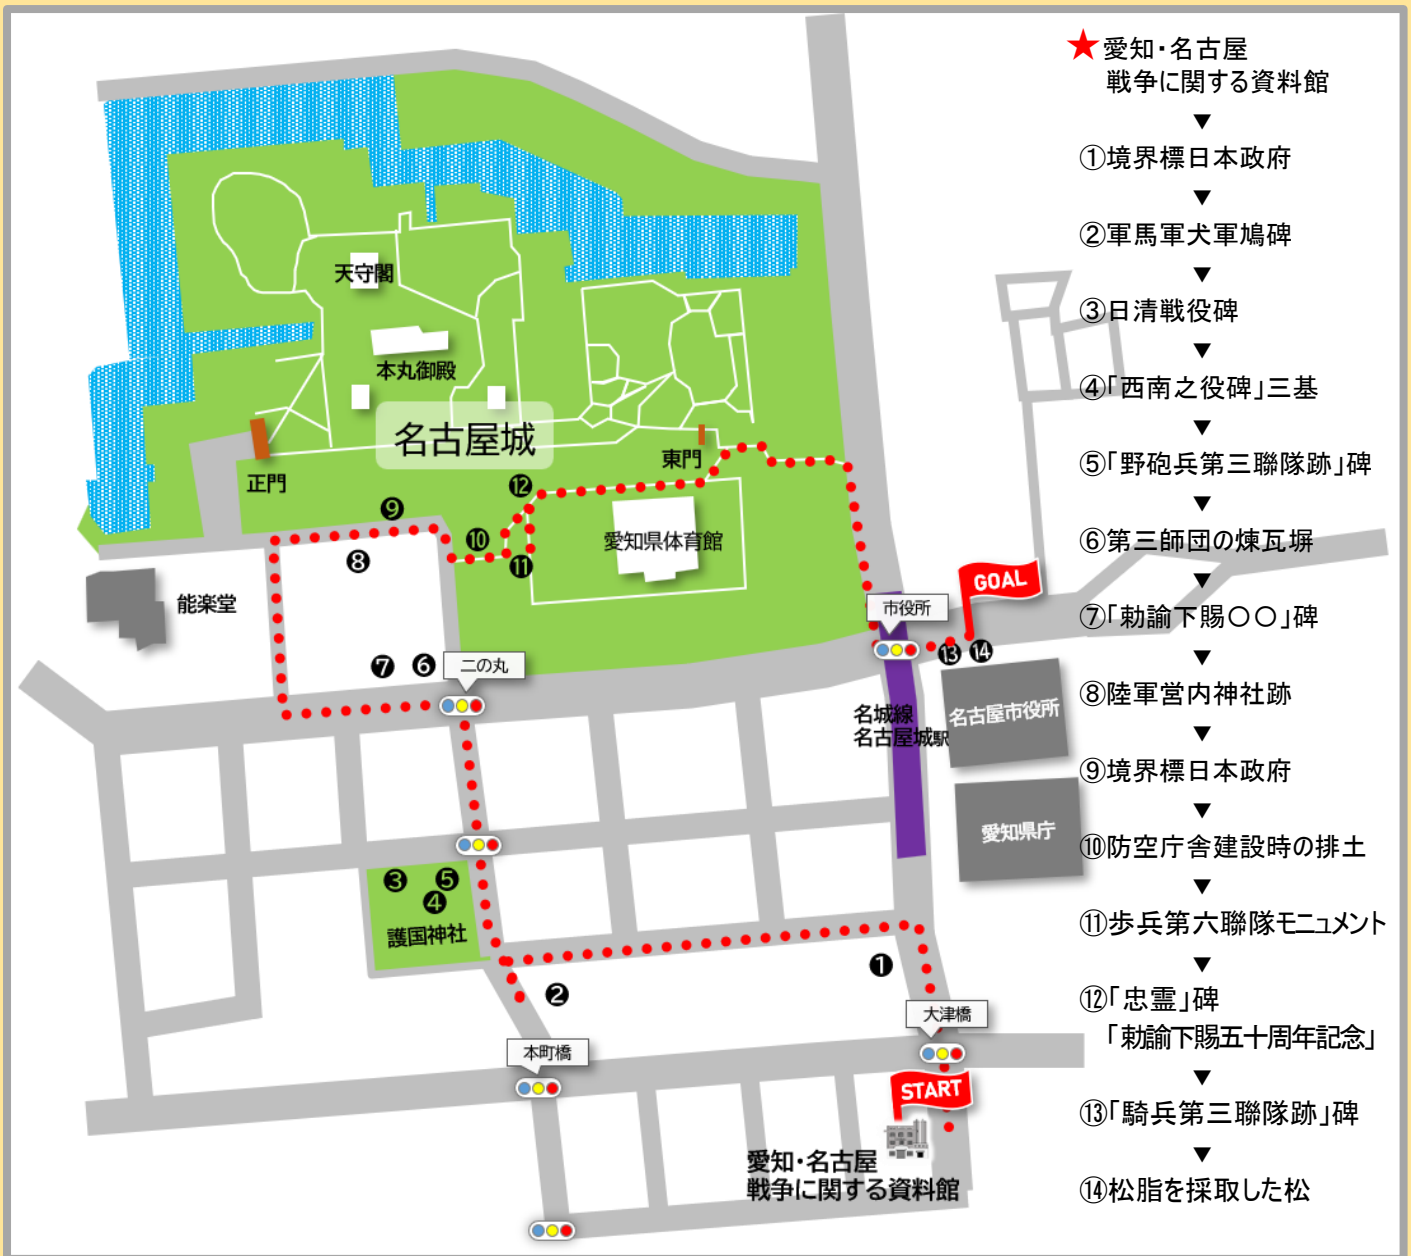 ★愛知・名古屋
戦争に関する資料館
▼
①境界標日本政府
▼
②軍馬軍犬軍鳩碑
▼
③日清戦役碑
▼
④「西南之役碑」三基
▼
⑤「野砲兵第三聯隊跡」碑
▼
⑥第三師団の煉瓦塀
▼
⑦「勅諭下賜〇〇」碑
▼
⑧陸軍営内神社跡
▼
⑨境界標日本政府
▼
⑩防空庁舎建設時の排土
▼
⑪歩兵第六聯隊モニュメント
▼
⑫「忠霊」碑
「勅諭下賜五十周年記念」
▼
⑬「騎兵第三聯隊跡」碑
▼
⑭松脂を採取した松
天守閣
本丸御殿
名古屋城
正門
東門
⓬
❾
❿
愛知県体育館
❽
⓫
GOAL
能楽堂
市役所
⓭
⓮
❼
❻
二の丸
名城線
名古屋城駅
名古屋市役所
愛知県庁
❸
❺
❹
護国神社
❶
❷
大津橋
本町橋
START
愛知・名古屋
戦争に関する資料館